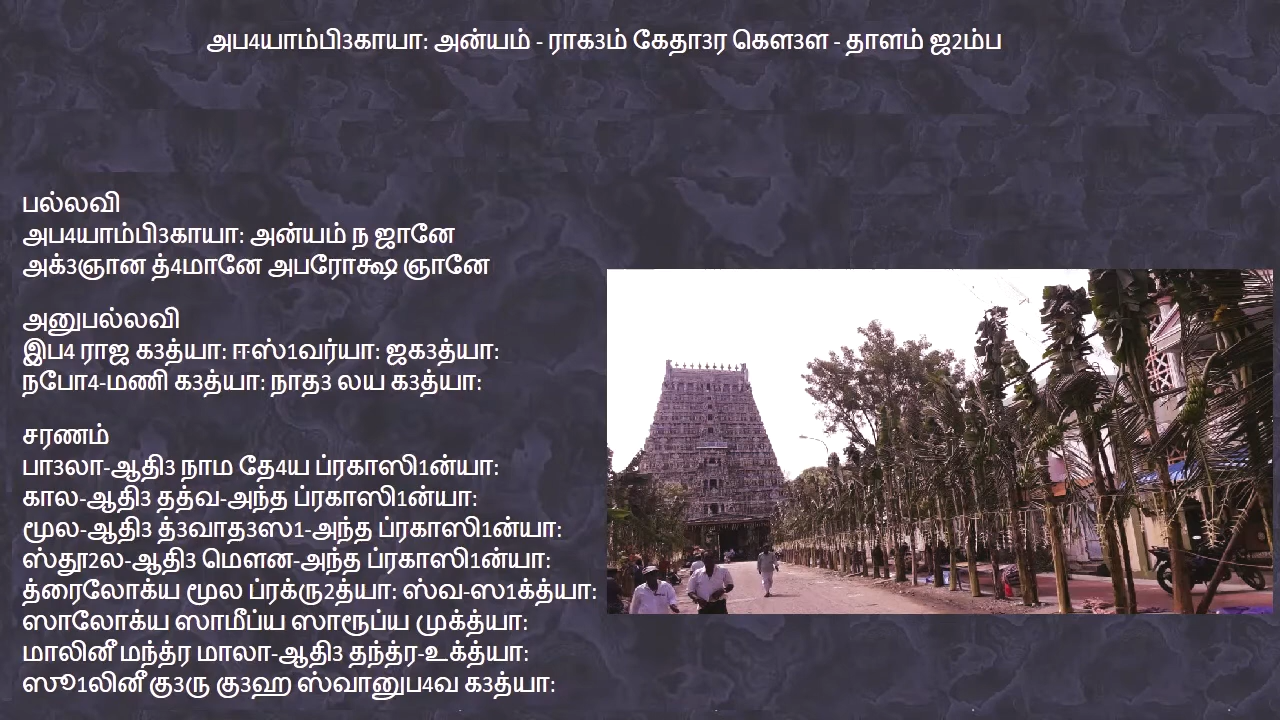 அப4யாம்பி3காயா: அன்யம் - ராக3ம் கேதா3ர கௌ3ள - தாளம் ஜ2ம்ப
பல்லவி
அப4யாம்பி3காயா: அன்யம் ந ஜானே
அக்3ஞான த்4மானே அபரோக்ஷ ஞானே
அனுபல்லவி
இப4 ராஜ க3த்யா: ஈஸ்1வர்யா: ஜக3த்யா:
நபோ4-மணி க3த்யா: நாத3 லய க3த்யா:
சரணம்
பா3லா-ஆதி3 நாம தே4ய ப்ரகாஸி1ன்யா:
கால-ஆதி3 தத்வ-அந்த ப்ரகாஸி1ன்யா:
மூல-ஆதி3 த்3வாத3ஸ1-அந்த ப்ரகாஸி1ன்யா:
ஸ்தூ2ல-ஆதி3 மௌன-அந்த ப்ரகாஸி1ன்யா:
த்ரைலோக்ய மூல ப்ரக்ரு2த்யா: ஸ்வ-ஸ1க்த்யா:
ஸாலோக்ய ஸாமீப்ய ஸாரூப்ய முக்த்யா:
மாலினீ மந்த்ர மாலா-ஆதி3 தந்த்ர-உக்த்யா:
ஸூ1லினீ கு3ரு கு3ஹ ஸ்வானுப4வ க3த்யா: